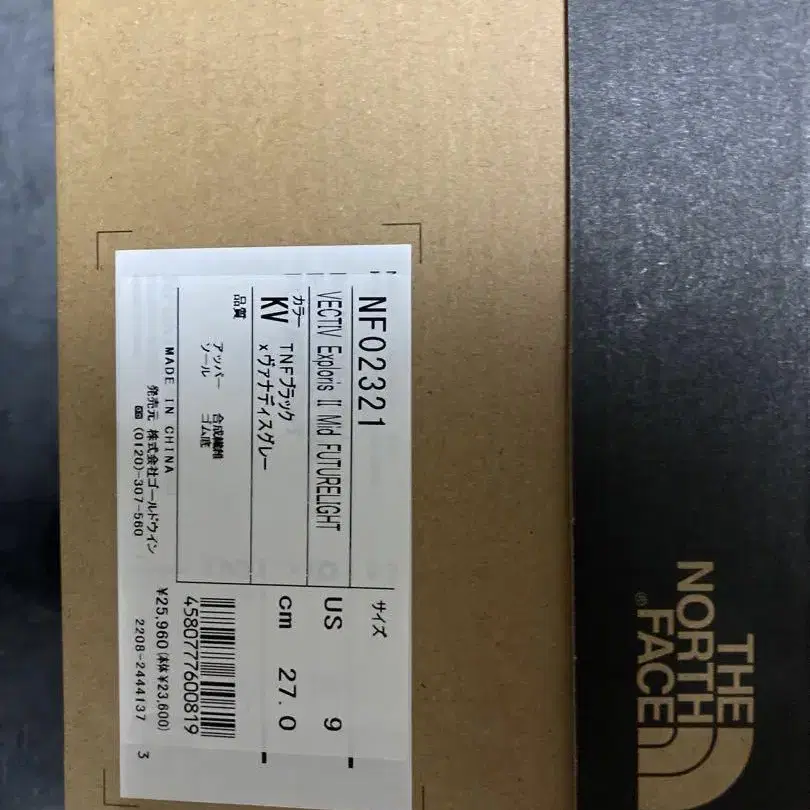 NF02321
サイズ
VECTIV Exploris II Mid FUTURELIGHT
US 9
カラー
KV TNFブラック
xヴァナディスグレー
cm 27.0
品質
アッパー 合成繊維
ソール ゴム底
4580777600819
MADE IN CHINA
発売元 株式会社ゴールドウイン
(0120)-307-560
¥25,960 (本体 ¥23,600)
2208-2444137 3
THE
NORTH
FACE®